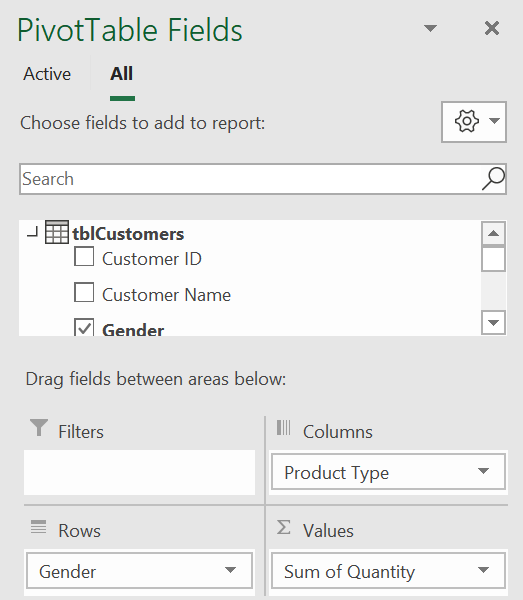 PivotTable Fields
Active All
Choose fields to add to report:
Search
tblCustomers
Customer ID
Customer Name
Gender
Drag fields between areas below:
Filters
Columns
Product Type
Rows
Values
Gender
Sum of Quantity